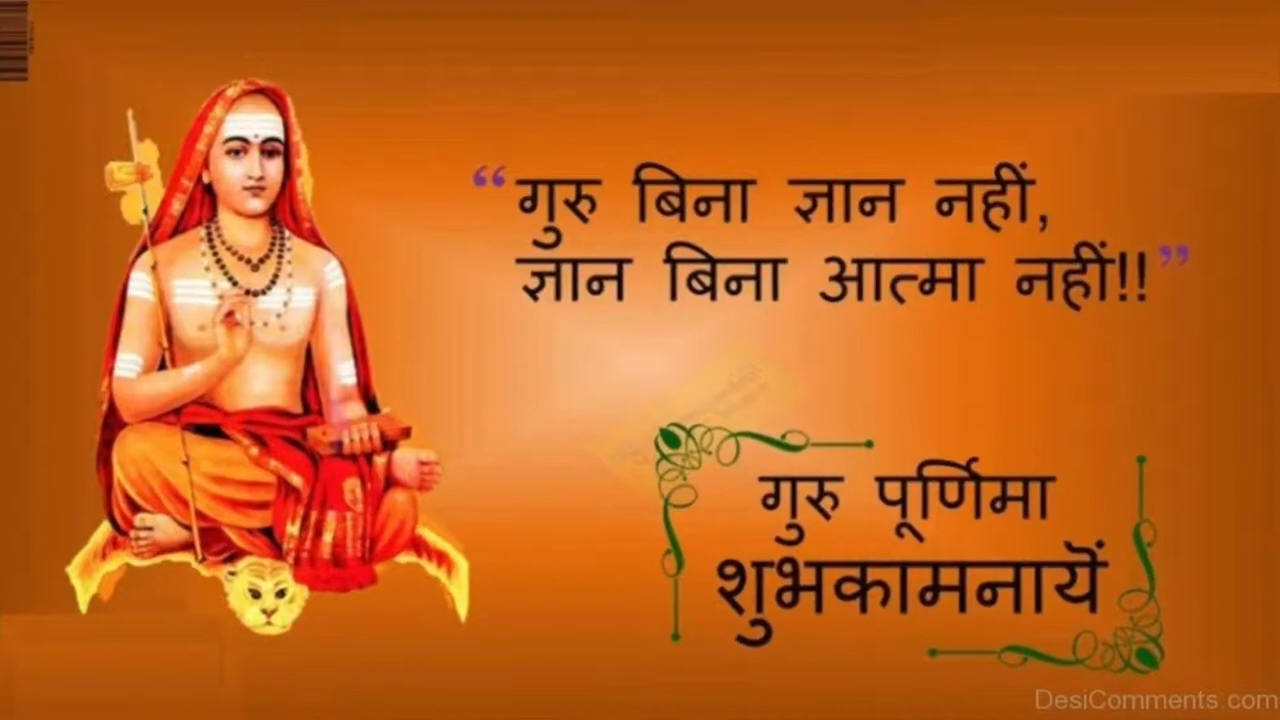 “गुरु बिना ज्ञान नहीं,
ज्ञान बिना आत्मा नहीं!!”
गुरु पूर्णिमा
शुभकामनायें
DesiComments.com